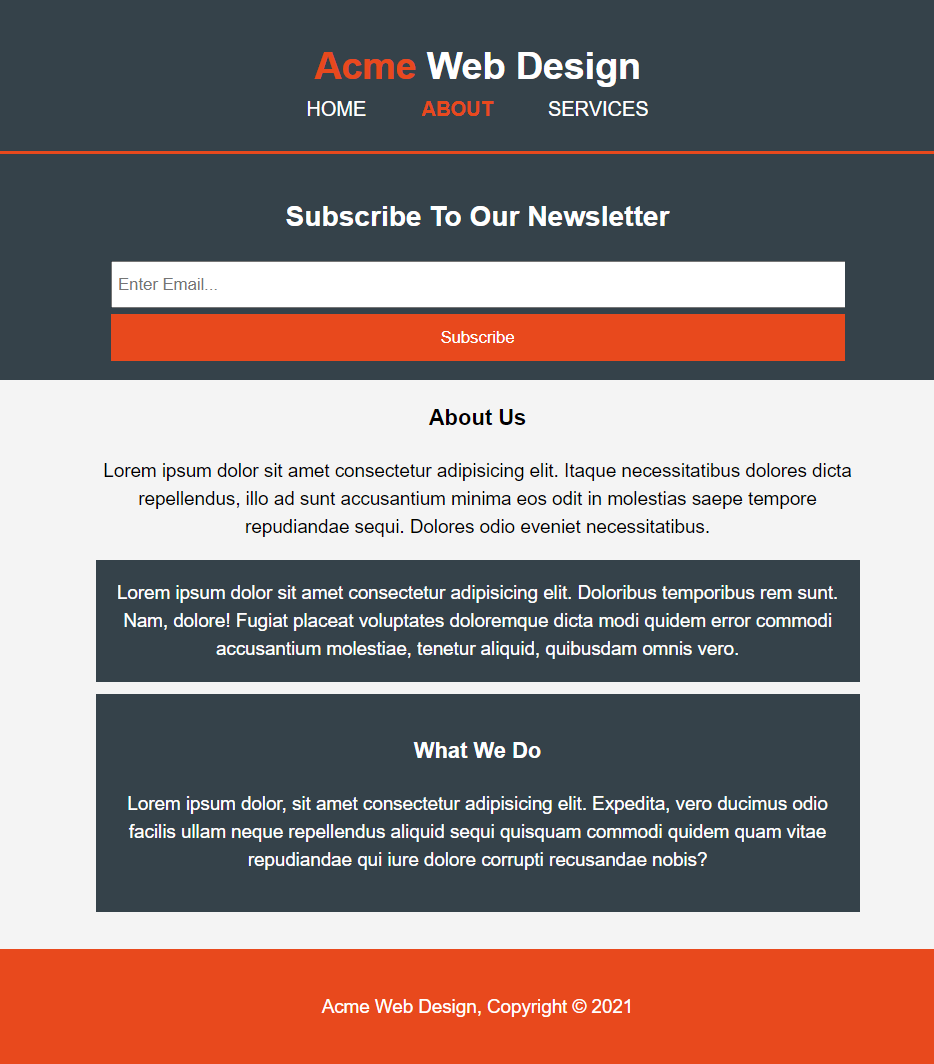 Acme Web Design
HOME ABOUT SERVICES
Subscribe To Our Newsletter
Enter Email...
Subscribe
About Us
Lorem ipsum dolor sit amet consectetur adipisicing elit. Itaque necessitatibus dolores dicta
repellendus, illo ad sunt accusantium minima eos odit in molestias saepe tempore
repudiandae sequi. Dolores odio eveniet necessitatibus.
Lorem ipsum dolor sit amet consectetur adipisicing elit. Doloribus temporibus rem sunt.
Nam, dolore! Fugiat placeat voluptates doloremque dicta modi quidem error commodi
accusantium molestiae, tenetur aliquid, quibusdam omnis vero.
What We Do
Lorem ipsum dolor, sit amet consectetur adipisicing elit. Expedita, vero ducimus odio
facilis ullam neque repellendus aliquid sequi quisquam commodi quidem quam vitae
repudiandae qui iure dolore corrupti recusandae nobis?
Acme Web Design, Copyright © 2021